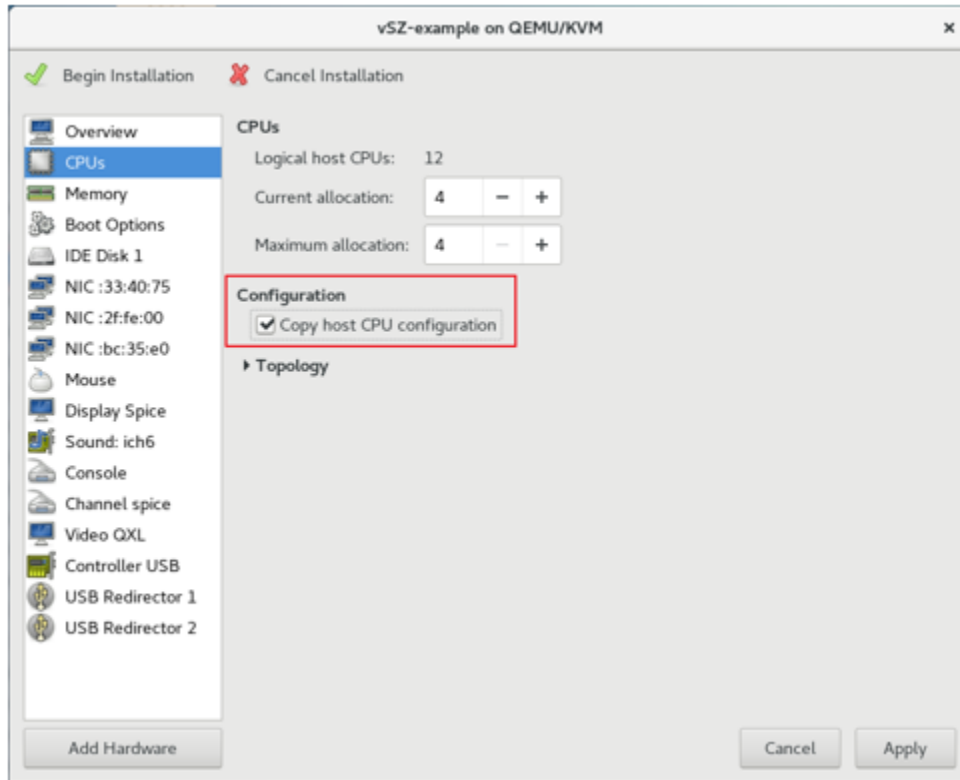 vSZ-example on QEMU/KVM ×
Begin Installation Cancel Installation
Overview
CPUs
Memory
Boot Options
IDE Disk 1
NIC :33:40:75
NIC :2f:fe:00
NIC :bc:35:e0
Mouse
Display Spice
Sound: ich6
Console
Channel spice
Video QXL
Controller USB
USB Redirector 1
USB Redirector 2
Add Hardware
CPUs
Logical host CPUs: 12
Current allocation: 4 − +
Maximum allocation: 4 − +
Configuration
Copy host CPU configuration
Topology
Cancel Apply